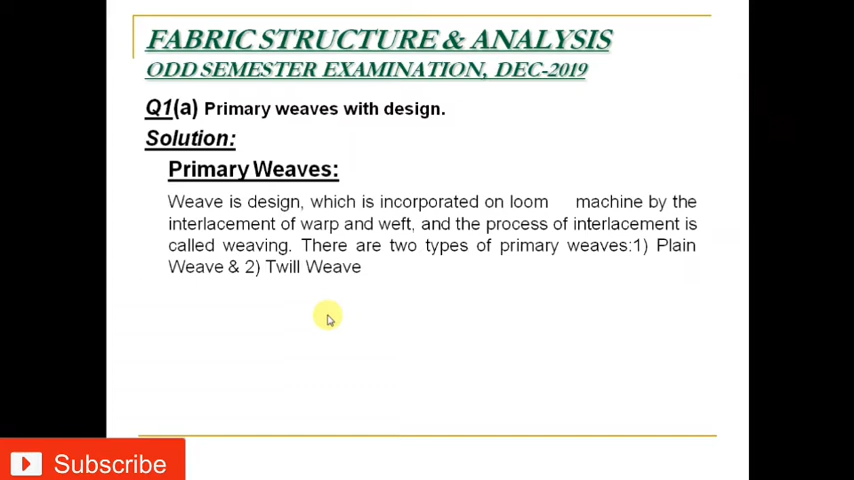 FABRIC STRUCTURE & ANALYSIS
ODD SEMESTER EXAMINATION, DEC-2019
Q1(a) Primary weaves with design.
Solution:
Primary Weaves:
Weave is design, which is incorporated on loom machine by the
interlacement of warp and weft, and the process of interlacement is
called weaving. There are two types of primary weaves:1) Plain
Weave & 2) Twill Weave
Subscribe